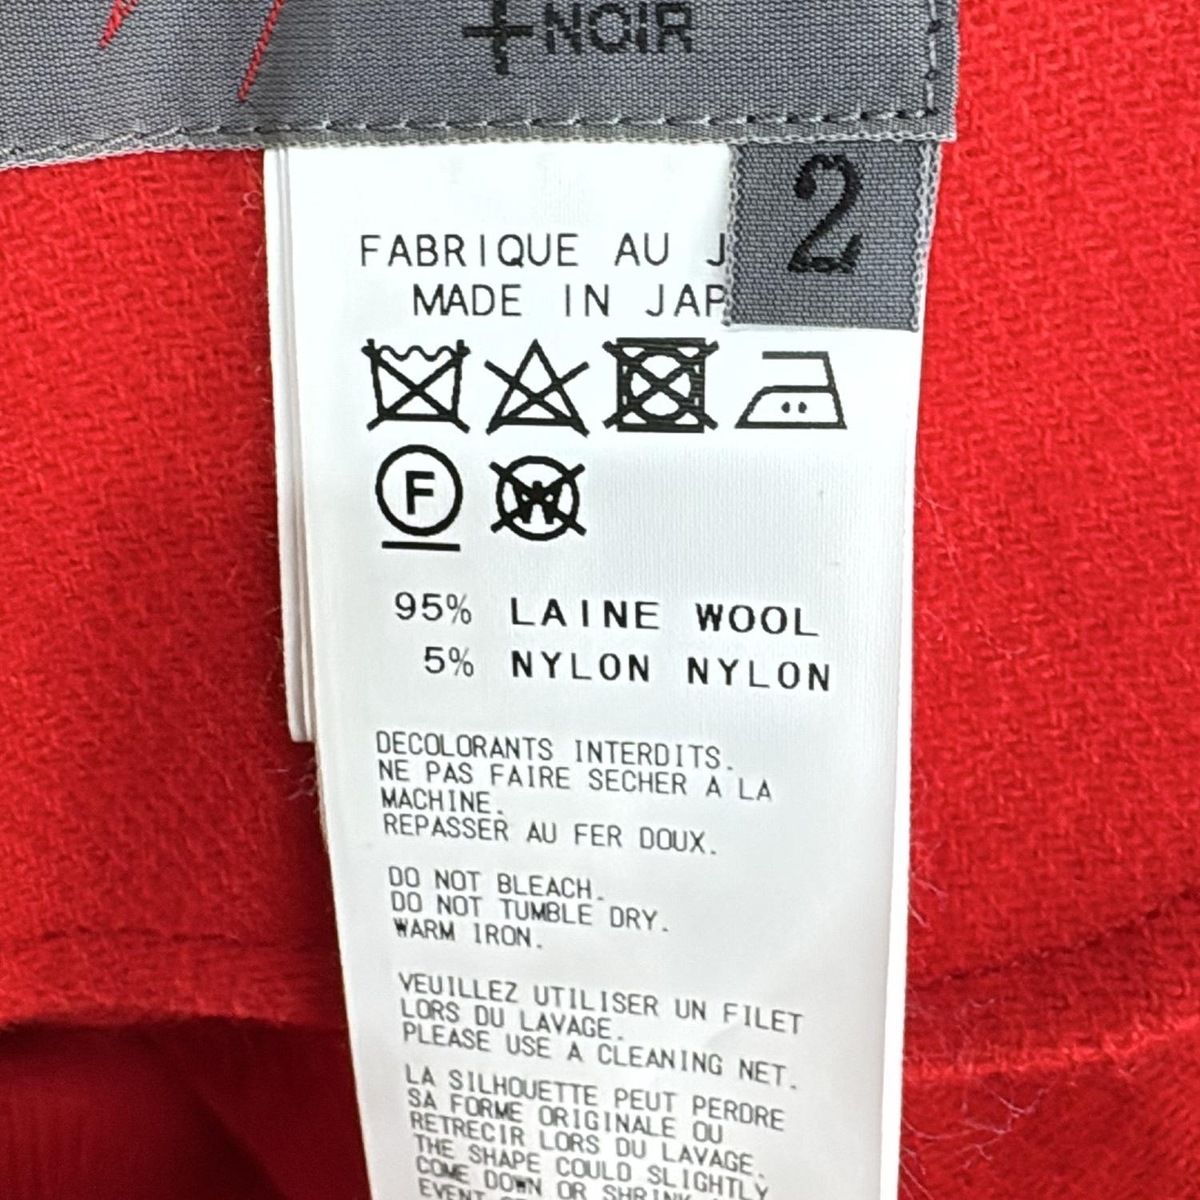 NOIR
2
FABRIQUE AU J
MADE IN JAP
F
W
95% LAINE WOOL
5% NYLON NYLON
DECOLORANTS INTERDITS.
NE PAS FAIRE SECHER A LA
MACHINE.
REPASSER AU FER DOUX.
DO NOT BLEACH.
DO NOT TUMBLE DRY.
WARM IRON.
VEUILLEZ UTILISER UN FILET
LORS DU LAVAGE.
PLEASE USE A CLEANING NET.
LA SILHOUETTE PEUT PERDRE
SA FORME ORIGINALE OU
RETRECIR LORS DU LAVAGE.
THE SHAPE COULD SLIGHTLY
COME DOWN OR SHRINK
EVENT